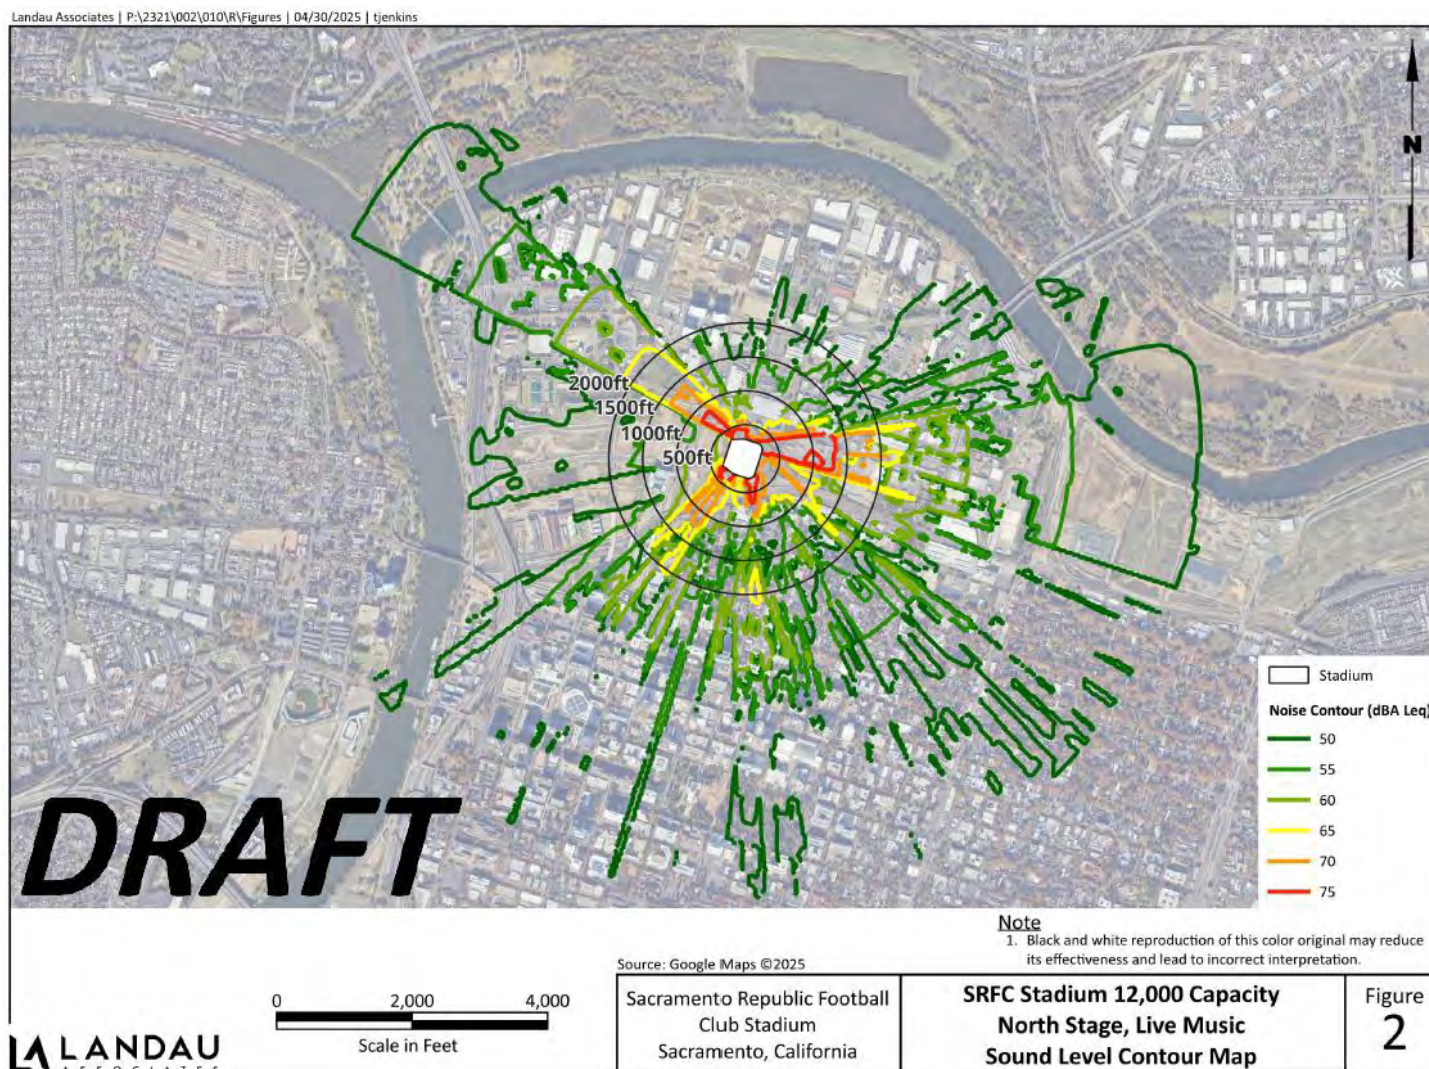 Landau Associates | P:\2321\002\010\R\Figures | 04/30/2025 | tjenkins
N
2000ft
1500ft
1000ft
500ft
Stadium
Noise Contour (dBA Leq)
50
55
60
65
70
75
DRAFT
Note
1. Black and white reproduction of this color original may reduce
its effectiveness and lead to incorrect interpretation.
Source: Google Maps ©2025
0 2,000 4,000
Scale in Feet
LANDAU
Sacramento Republic Football
Club Stadium
Sacramento, California
SRFC Stadium 12,000 Capacity
North Stage, Live Music
Sound Level Contour Map
Figure
2